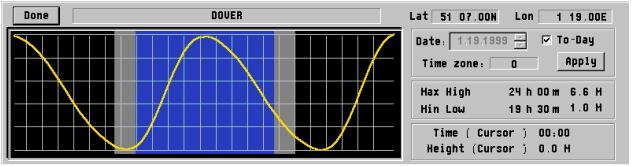 Done DOVER Lat 51 07.00N Lon 1 19.00E
Date: 1.19.1999 To-Day
Time zone: 0 Apply
Max High 24 h 00 m 6.6 M
Min Low 19 h 30 m 1.0 M
Time ( Cursor ) 00:00
Height (Cursor ) 0.0 M